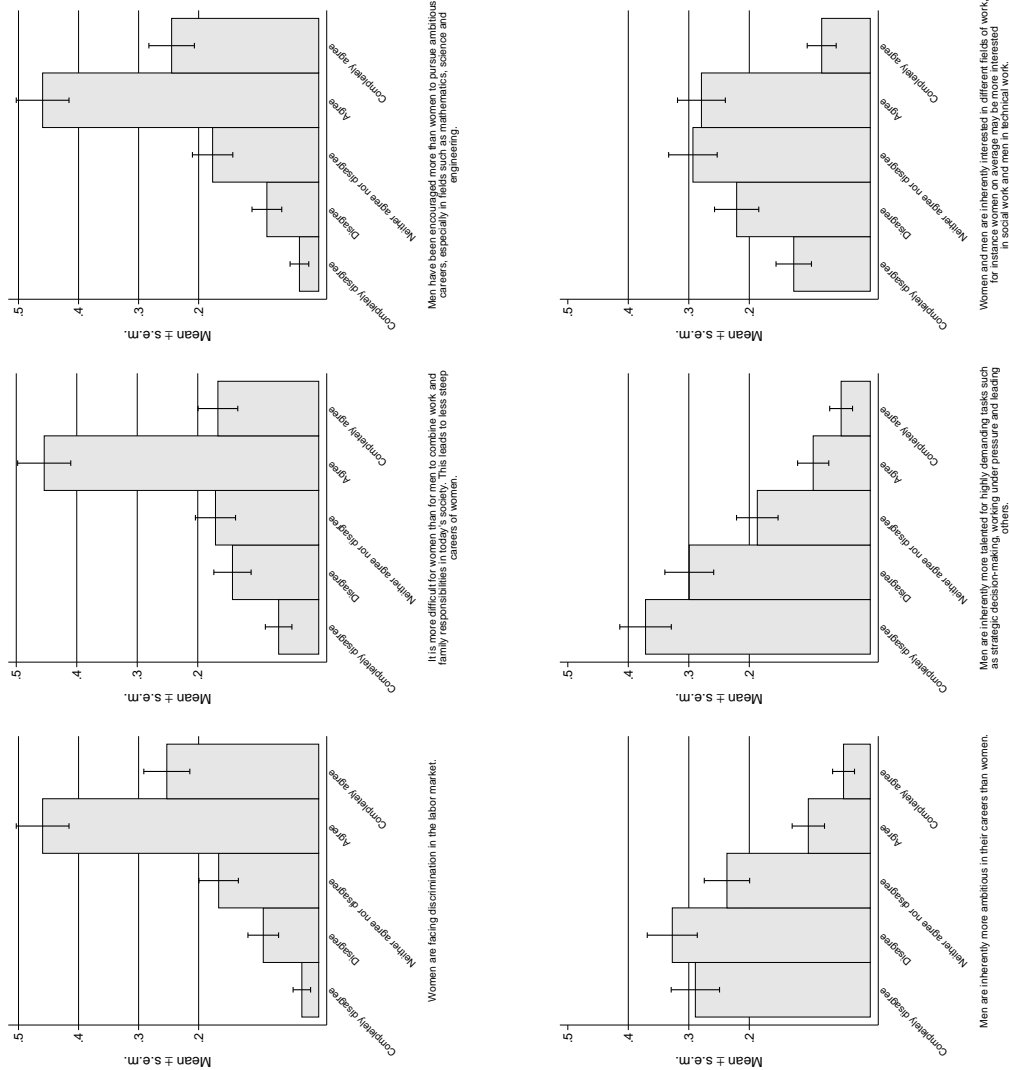 .5
.4
.3
.2
Mean ± s.e.m.
Completely disagree
Disagree
Neither agree nor disagree
Agree
Completely agree
Women are facing discrimination in the labor market.
.5
.4
.3
.2
Mean ± s.e.m.
Completely disagree
Disagree
Neither agree nor disagree
Agree
Completely agree
It is more difficult for women than for men to combine work and
family responsibilities in today's society. This leads to less steep
careers of women.
.5
.4
.3
.2
Mean ± s.e.m.
Completely disagree
Disagree
Neither agree nor disagree
Agree
Completely agree
Men have been encouraged more than women to pursue ambitious
careers, especially in fields such as mathematics, science and
engineering.
.5
.4
.3
.2
Mean ± s.e.m.
Completely disagree
Disagree
Neither agree nor disagree
Agree
Completely agree
Men are inherently more ambitious in their careers than women.
.5
.4
.3
.2
Mean ± s.e.m.
Completely disagree
Disagree
Neither agree nor disagree
Agree
Completely agree
Men are inherently more talented for highly demanding tasks such
as strategic decision-making, working under pressure and leading
others.
.5
.4
.3
.2
Mean ± s.e.m.
Completely disagree
Disagree
Neither agree nor disagree
Agree
Completely agree
Women and men are inherently interested in different fields of work,
for instance women on average may be more interested
in social work and men in technical work.